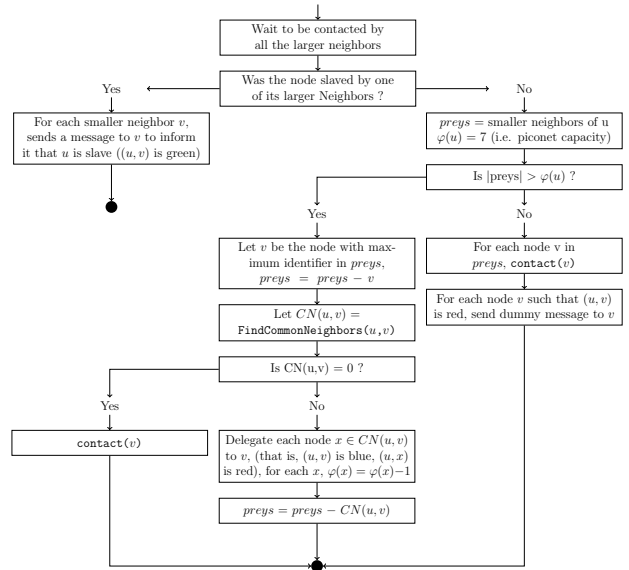 Wait to be contacted by
all the larger neighbors
Was the node slaved by one
of its larger Neighbors ?
Yes
No
For each smaller neighbor v,
sends a message to v to inform
it that u is slave ((u, v) is green)
preys = smaller neighbors of u
φ(u) = 7 (i.e. piconet capacity)
Is |preys| > φ(u) ?
Yes
No
Let v be the node with max-
imum identifier in preys,
preys = preys − v
For each node v in
preys, contact(v)
Let CN(u, v) =
FindCommonNeighbors(u,v)
For each node v such that (u, v)
is red, send dummy message to v
Is CN(u,v) = 0 ?
Yes
No
contact(v)
Delegate each node x ∈ CN(u, v)
to v, (that is, (u, v) is blue, (u, x)
is red), for each x, φ(x) = φ(x)−1
preys = preys − CN(u, v)